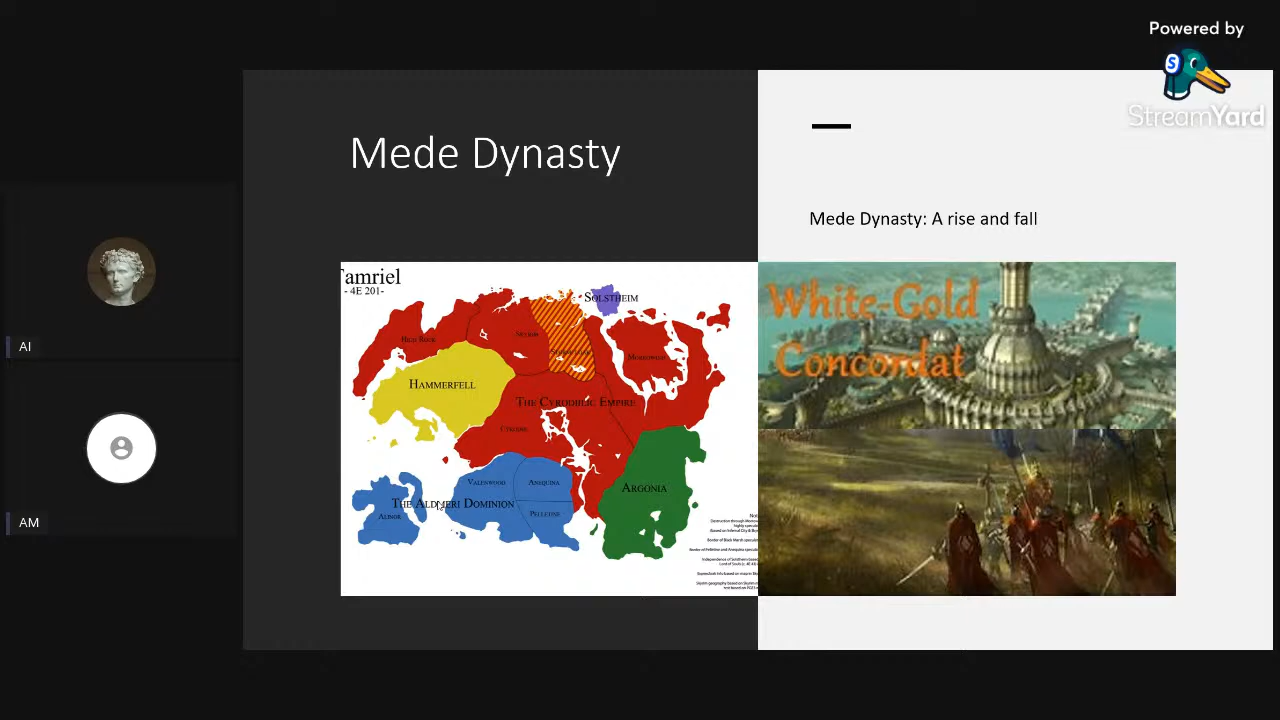 Powered by
StreamYard
S
Mede Dynasty
Mede Dynasty: A rise and fall
Tamriel
- 4E 201-
SOLSTHEIM
HIGH ROCK
SKYRIM
MORROWIND
HAMMERFELL
THE CYRODILIC EMPIRE
CYRODIIL
VALENWOOD
ANEQUINA
THE ALDMERI DOMINION
ALINOR
PELLITINE
ARGONIA
White-Gold
Concordat
AI
AM